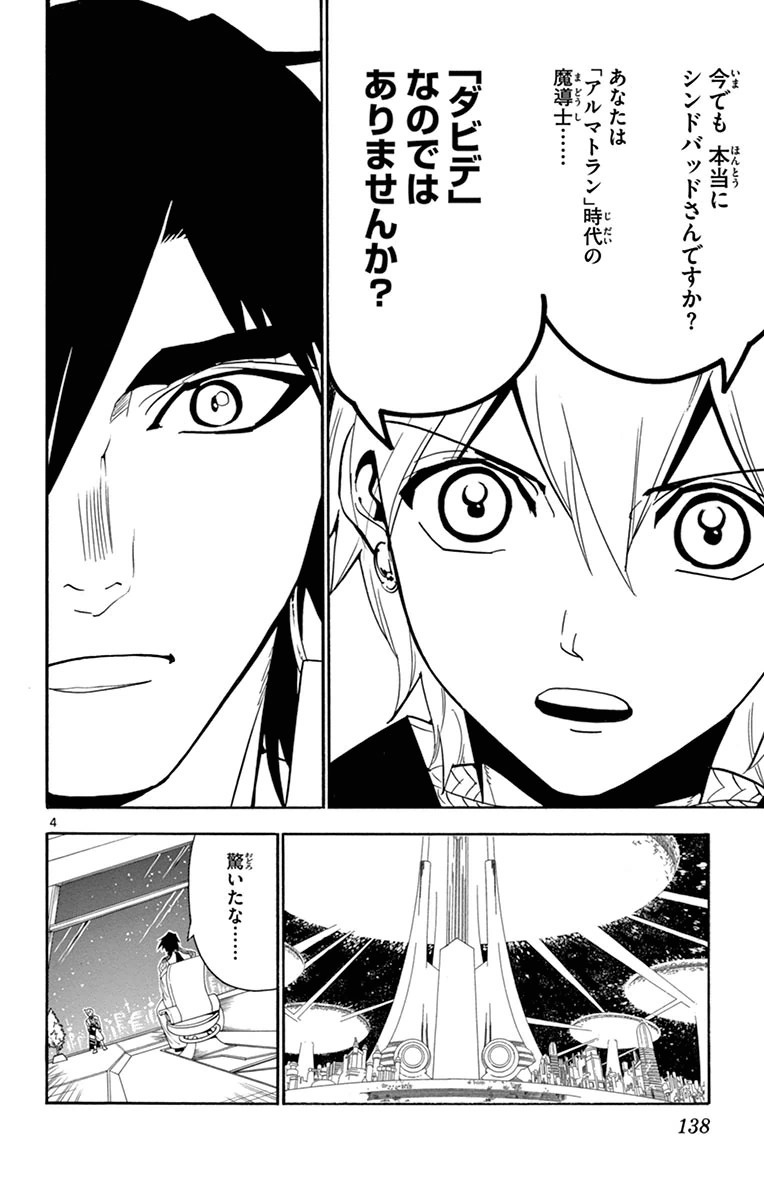 今でも本当に
シンドバッドさんですか?
あなたは
「アルマトラン」時代の
魔導士……
「ダビデ」
なのでは
ありませんか?
4
驚いたな……
138